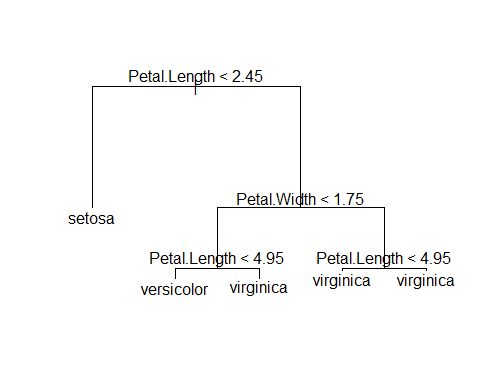 Petal.Length < 2.45
setosa
Petal.Width < 1.75
Petal.Length < 4.95
Petal.Length < 4.95
versicolor
virginica
virginica
virginica